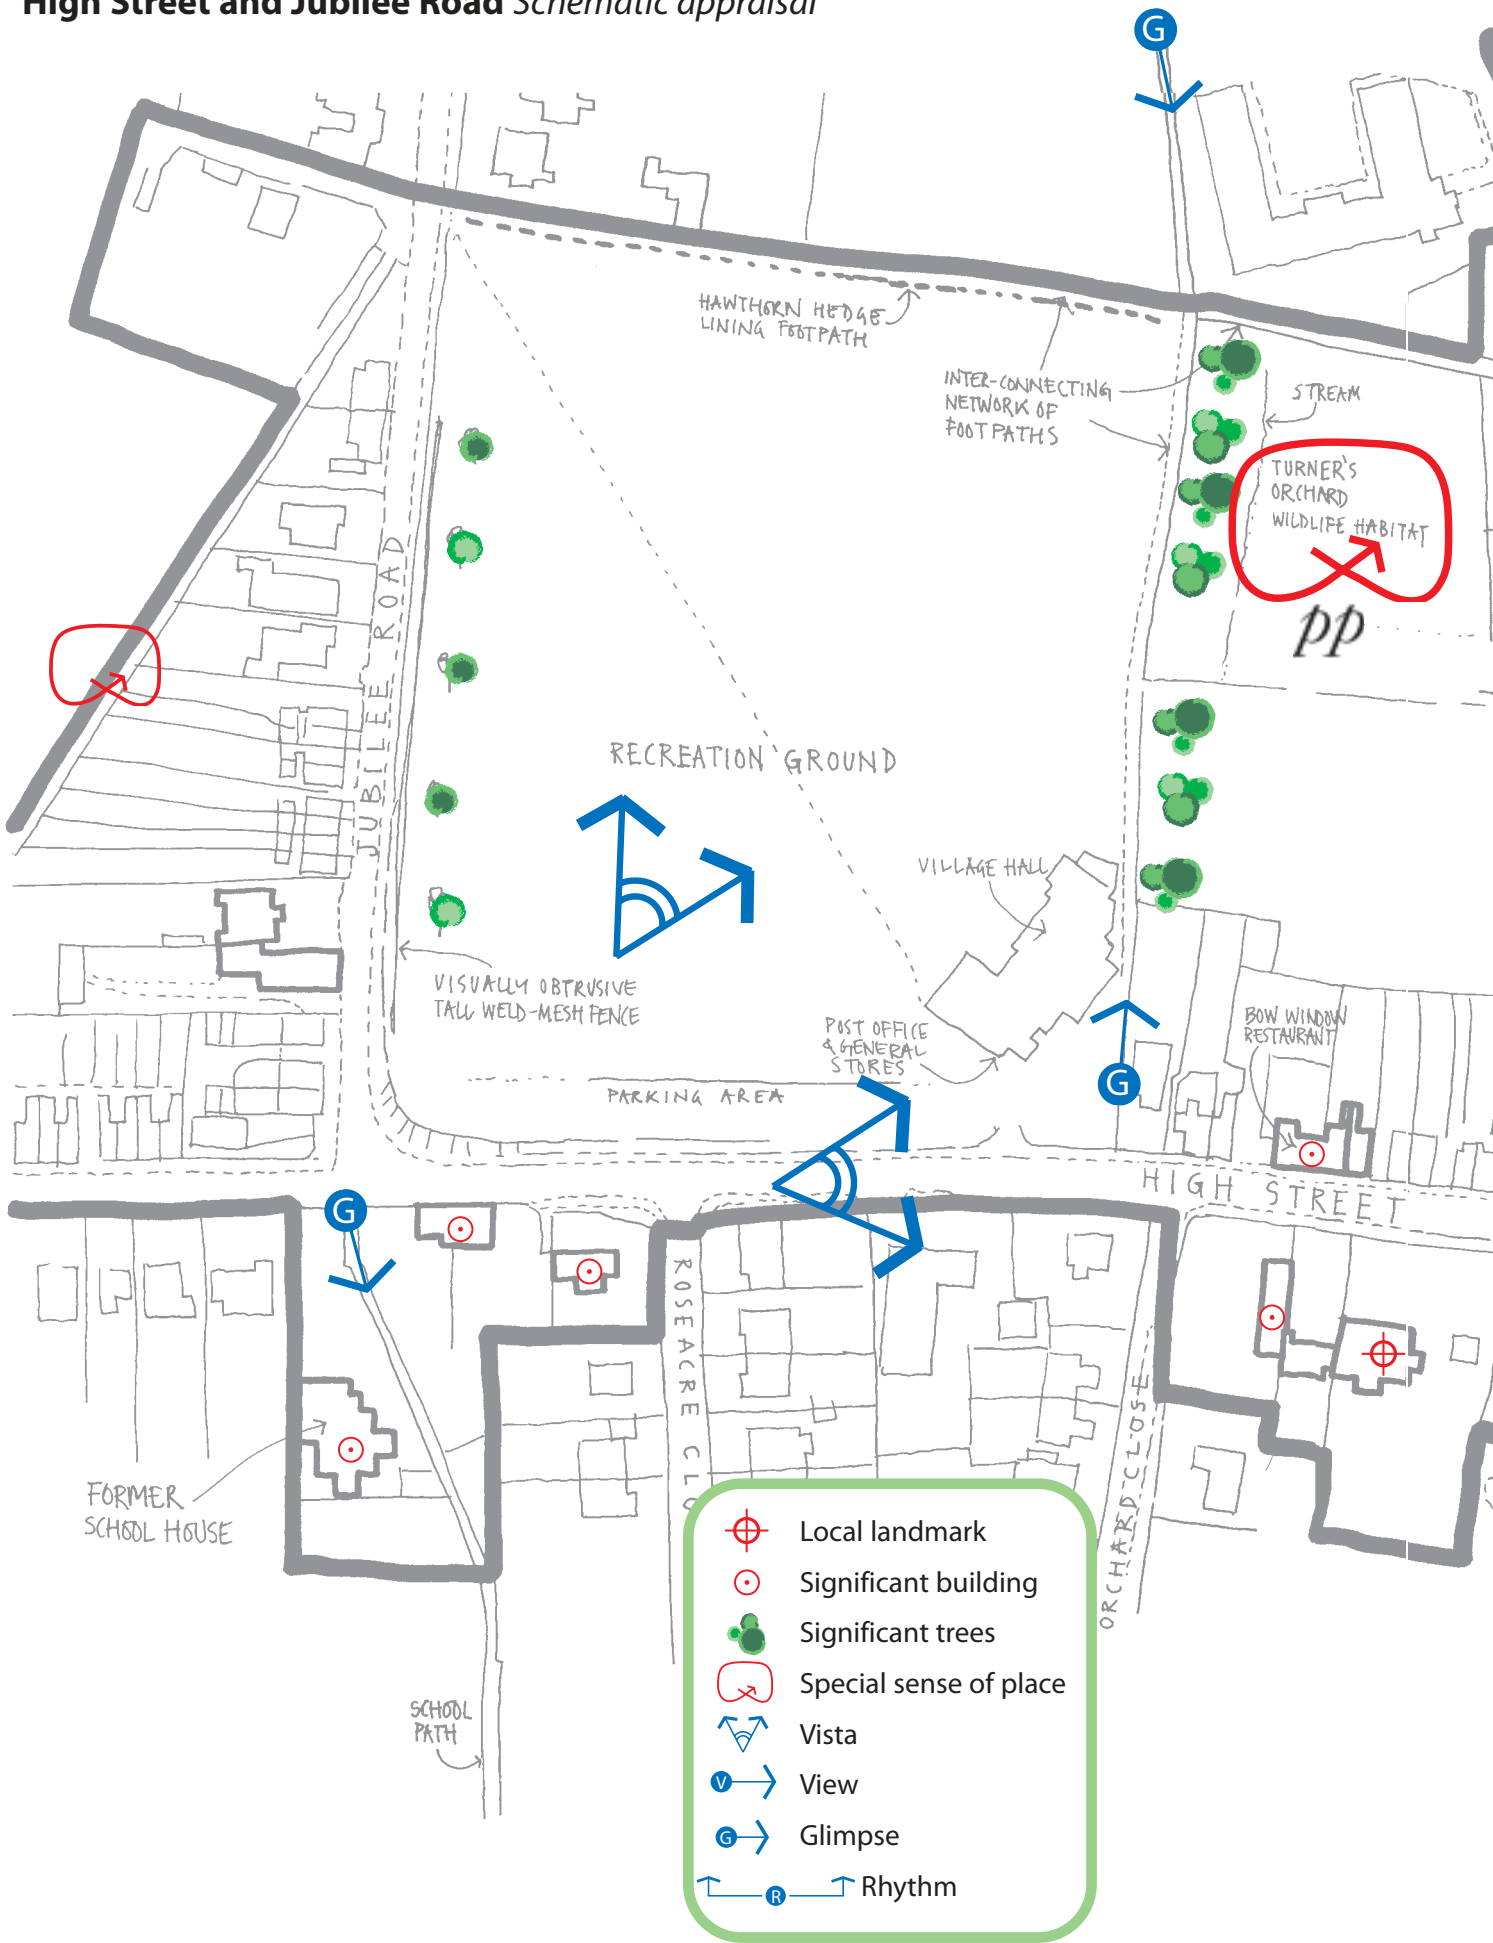 High Street and Jubilee Road Schematic appraisal
G
HAWTHORN HEDGE
LINING FOOTPATH
INTER-CONNECTING
NETWORK OF
FOOTPATHS
STREAM
TURNER'S
ORCHARD
WILDLIFE HABITAT
pp
JUBILEE ROAD
RECREATION GROUND
VILLAGE HALL
VISUALLY OBTRUSIVE
TALL WELD-MESH FENCE
POST OFFICE
& GENERAL
STORES
BOW WINDOW
RESTAURANT
G
PARKING AREA
HIGH STREET
G
ROSEACRE CLO
ORCHARD CLOSE
FORMER
SCHOOL HOUSE
SCHOOL
PATH
Local landmark
Significant building
Significant trees
Special sense of place
Vista
V View
G Glimpse
R Rhythm